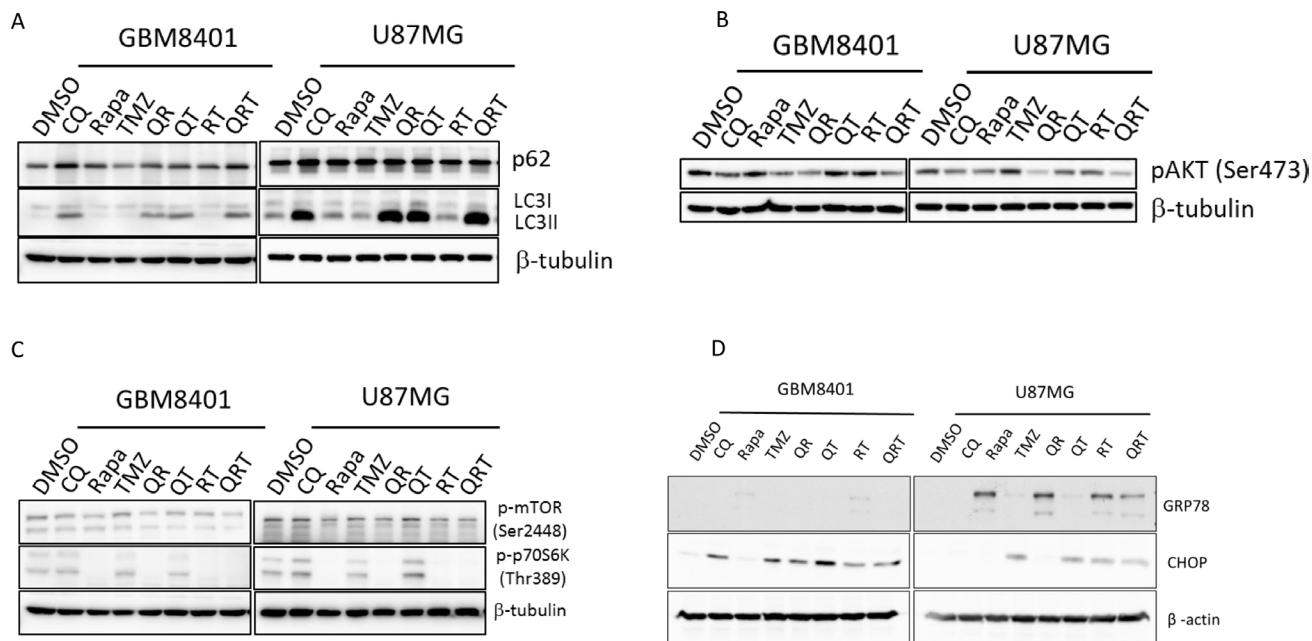 A
GBM8401
U87MG
DMSO CQ Rapa TMZ QR QT RT QRT
DMSO CQ Rapa TMZ QR QT RT QRT
p62
LC3I
LC3II
β-tubulin
B
GBM8401
U87MG
DMSO CQ Rapa TMZ QR QT RT QRT
DMSO CQ Rapa TMZ QR QT RT QRT
pAKT (Ser473)
β-tubulin
C
GBM8401
U87MG
DMSO CQ Rapa TMZ QR QT RT QRT
DMSO CQ Rapa TMZ QR QT RT QRT
p-mTOR
(Ser2448)
p-p70S6K
(Thr389)
β-tubulin
D
GBM8401
U87MG
DMSO CQ Rapa TMZ QR QT RT QRT
DMSO CQ Rapa TMZ QR QT RT QRT
GRP78
CHOP
β -actin